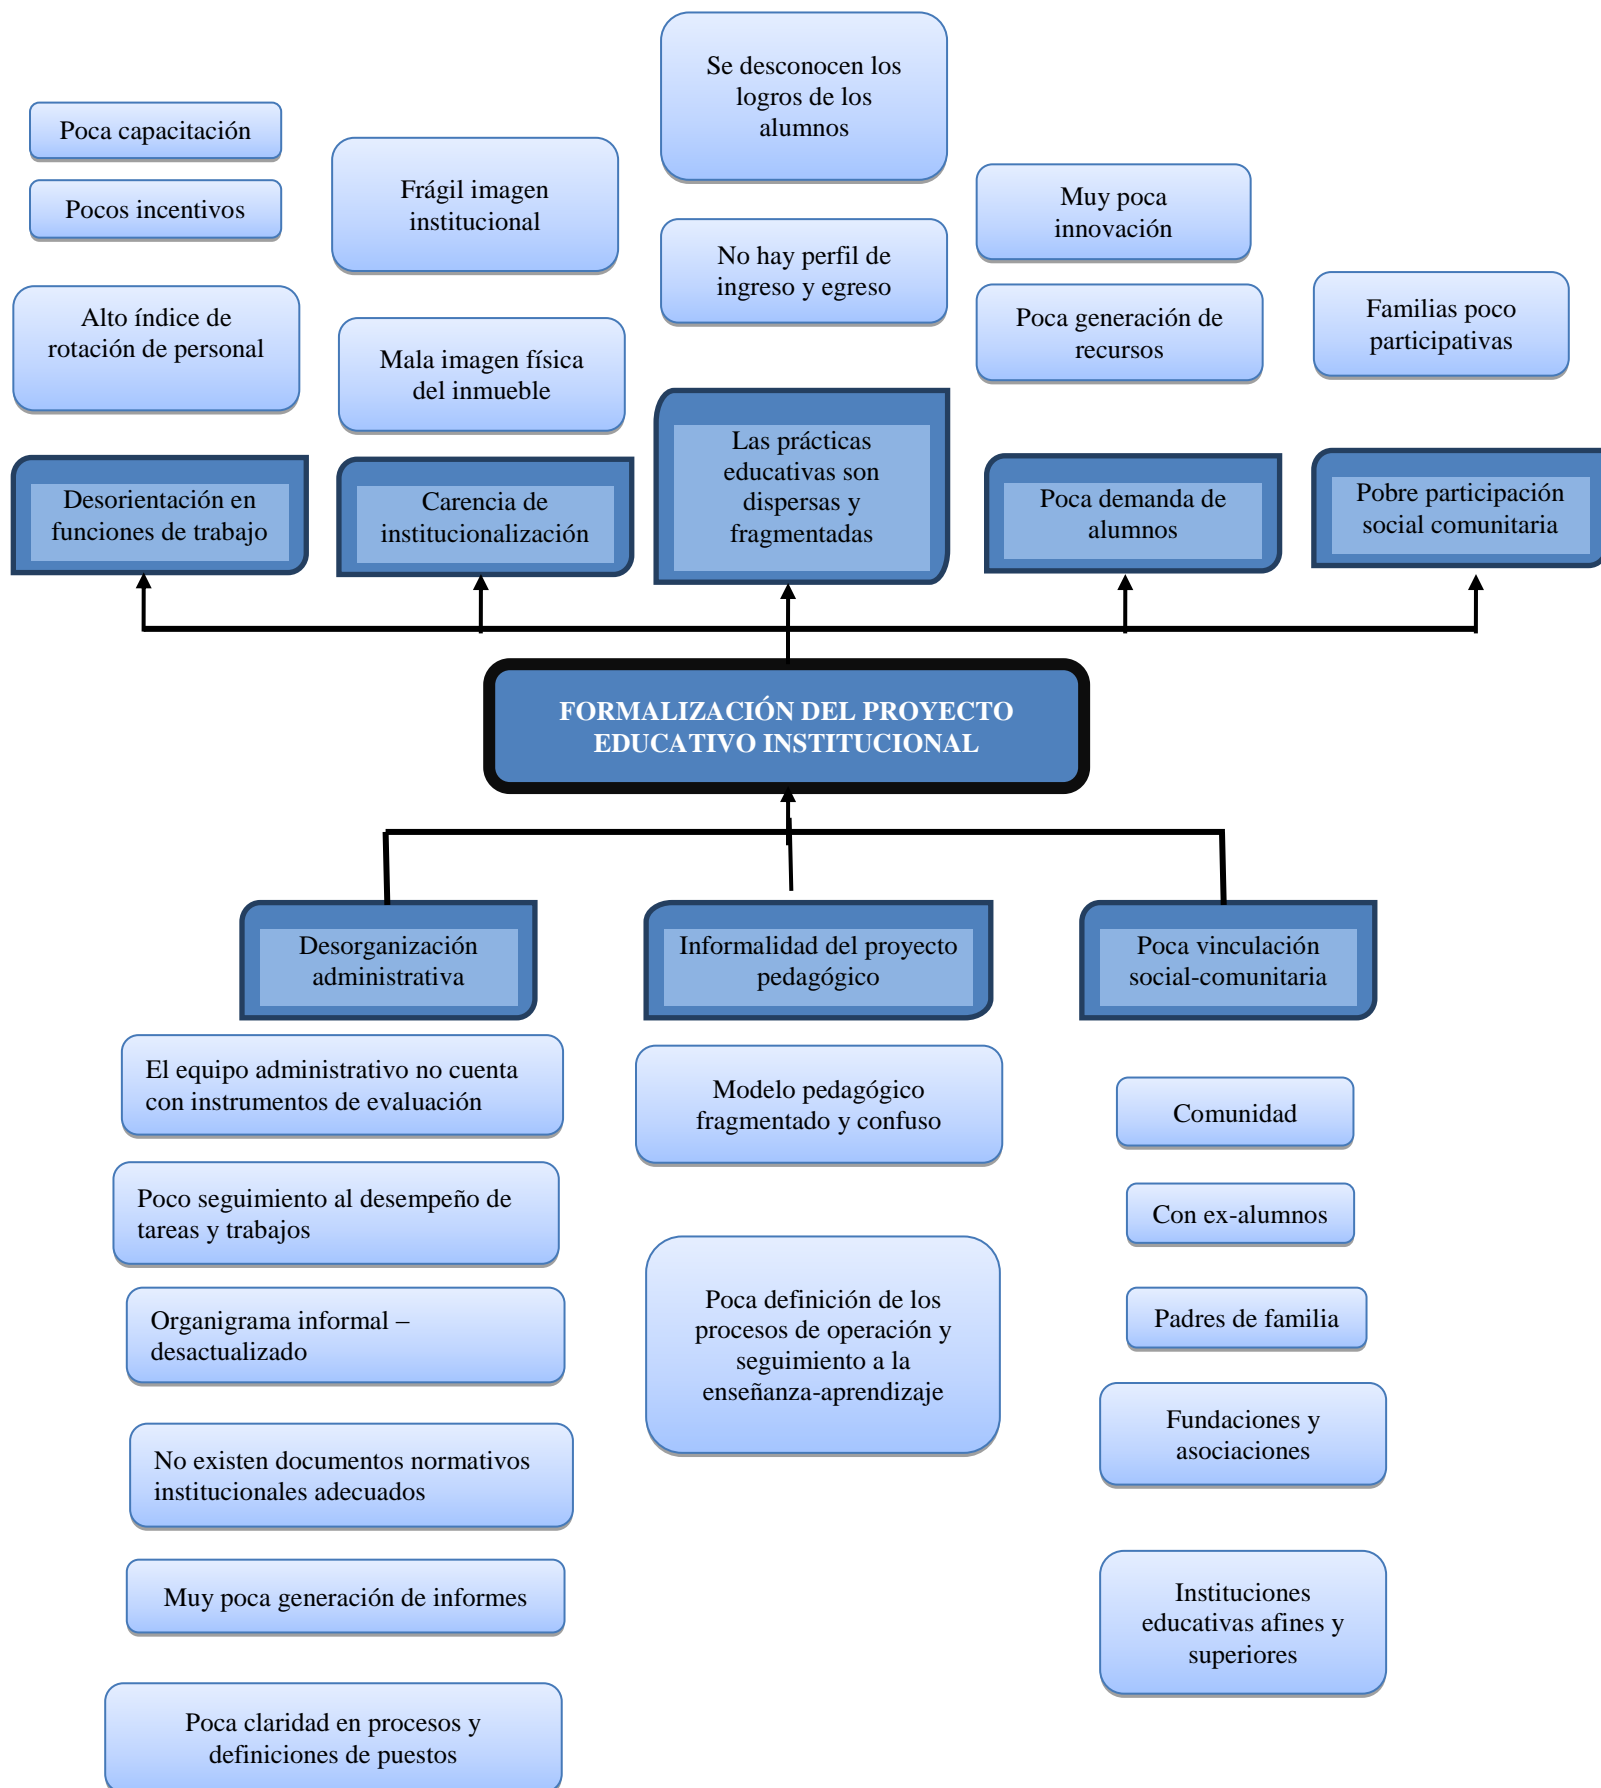 Se desconocen los
logros de los
alumnos
Poca capacitación
Frágil imagen
institucional
Muy poca
innovación
Pocos incentivos
No hay perfil de
ingreso y egreso
Familias poco
participativas
Alto índice de
rotación de personal
Poca generación de
recursos
Mala imagen física
del inmueble
Las prácticas
educativas son
dispersas y
fragmentadas
Desorientación en
funciones de trabajo
Carencia de
institucionalización
Poca demanda de
alumnos
Pobre participación
social comunitaria
FORMALIZACIÓN DEL PROYECTO
EDUCATIVO INSTITUCIONAL
Desorganización
administrativa
Informalidad del proyecto
pedagógico
Poca vinculación
social-comunitaria
El equipo administrativo no cuenta
con instrumentos de evaluación
Modelo pedagógico
fragmentado y confuso
Comunidad
Poco seguimiento al desempeño de
tareas y trabajos
Con ex-alumnos
Poca definición de los
procesos de operación y
seguimiento a la
enseñanza-aprendizaje
Organigrama informal –
desactualizado
Padres de familia
Fundaciones y
asociaciones
No existen documentos normativos
institucionales adecuados
Muy poca generación de informes
Instituciones
educativas afines y
superiores
Poca claridad en procesos y
definiciones de puestos